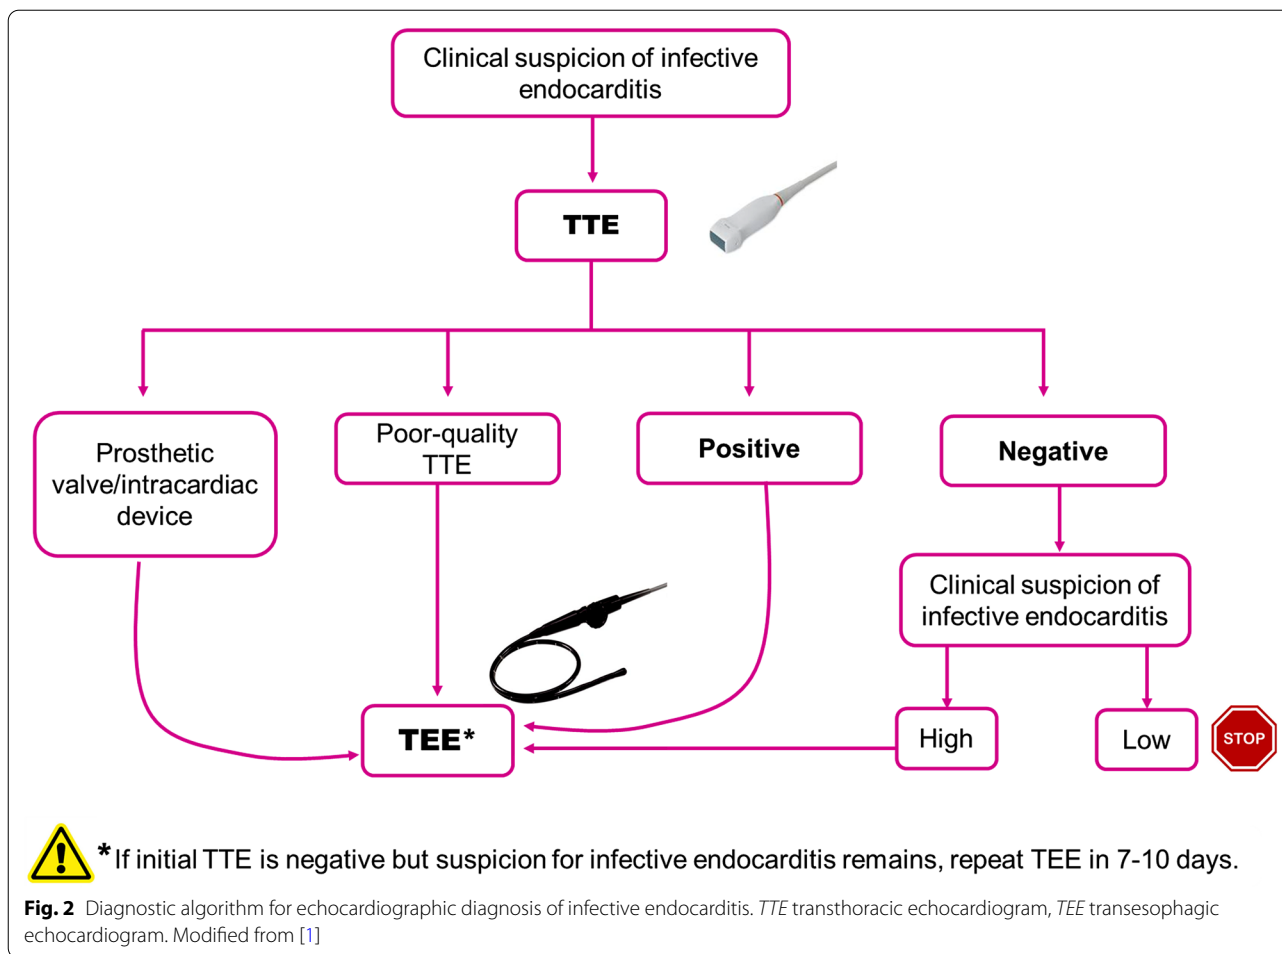 Clinical suspicion of infective
endocarditis
TTE
Prosthetic
valve/intracardiac
device
Poor-quality
TTE
Positive
Negative
Clinical suspicion of
infective endocarditis
TEE*
High
Low
STOP
*If initial TTE is negative but suspicion for infective endocarditis remains, repeat TEE in 7-10 days.
Fig. 2 Diagnostic algorithm for echocardiographic diagnosis of infective endocarditis. TTE transthoracic echocardiogram, TEE transesophagic
echocardiogram. Modified from [1]